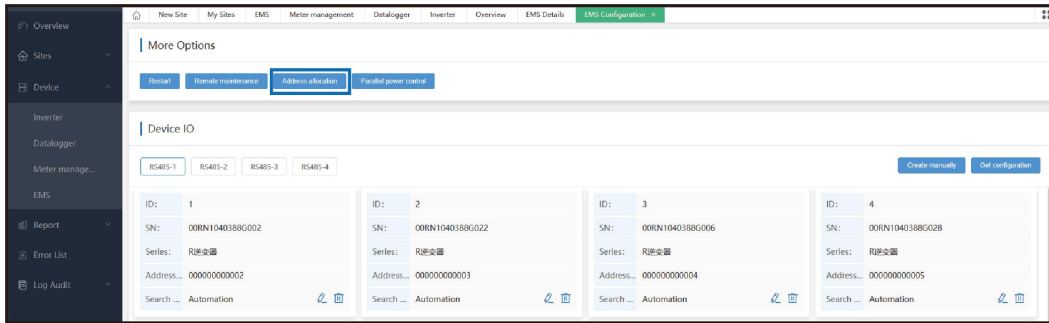 Overview
Sites
Device
Inverter
Datalogger
Meter manage...
EMS
Report
Error List
Log Audit
New Site My Sites EMS Meter management Datalogger Inverter Overview EMS Details EMS Configuration ×
More Options
Restart Remote maintenance Address allocation Parallel power control
Device IO
RS485-1 RS485-2 RS485-3 RS485-4 Create manually Get configuration
ID: 1 ID: 2 ID: 3 ID: 4
SN: 00RN1040388G002 SN: 00RN1040388G022 SN: 00RN1040388G006 SN: 00RN1040388G028
Series: R逆变器 Series: R逆变器 Series: R逆变器 Series: R逆变器
Address... 000000000002 Address... 000000000003 Address... 000000000004 Address... 000000000005
Search ... Automation Search ... Automation Search ... Automation Search ... Automation